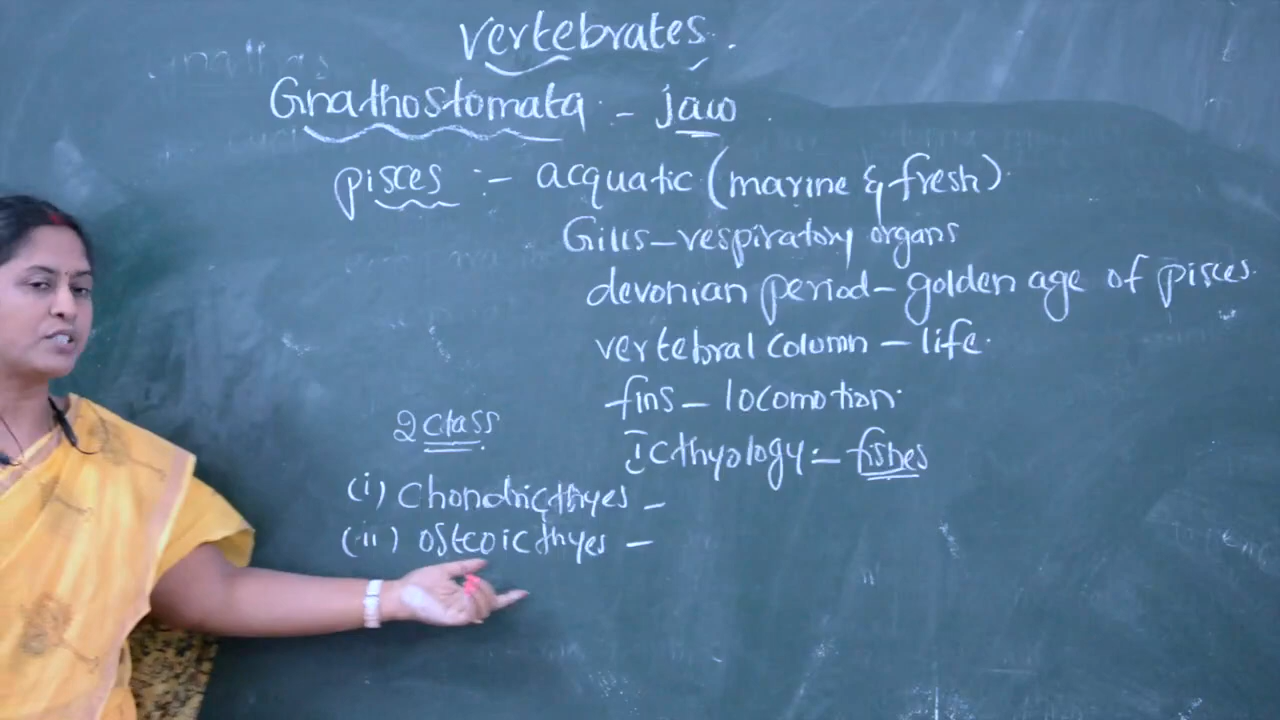 vertebrates.
Gnathostomata - jaw
pisces :- acquatic (marine & fresh)
Gills - respiratory organs
devonian period - golden age of pisces.
vertebral column - life.
fins - locomotion.
Icthyology :- fishes
2 class
(i) Chondricthyes -
(ii) Osteoicthyes -